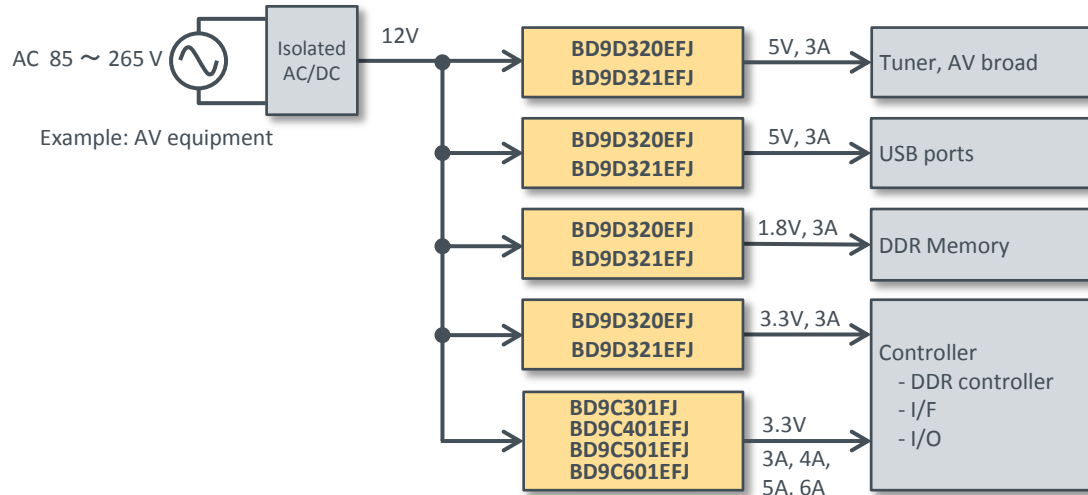 AC 85 ～ 265 V
Isolated
AC/DC
12V
Example: AV equipment
BD9D320EFJ
BD9D321EFJ
5V, 3A
Tuner, AV broad
BD9D320EFJ
BD9D321EFJ
5V, 3A
USB ports
BD9D320EFJ
BD9D321EFJ
1.8V, 3A
DDR Memory
BD9D320EFJ
BD9D321EFJ
3.3V, 3A
BD9C301FJ
BD9C401EFJ
BD9C501EFJ
BD9C601EFJ
3.3V
3A, 4A,
5A, 6A
Controller
- DDR controller
- I/F
- I/O